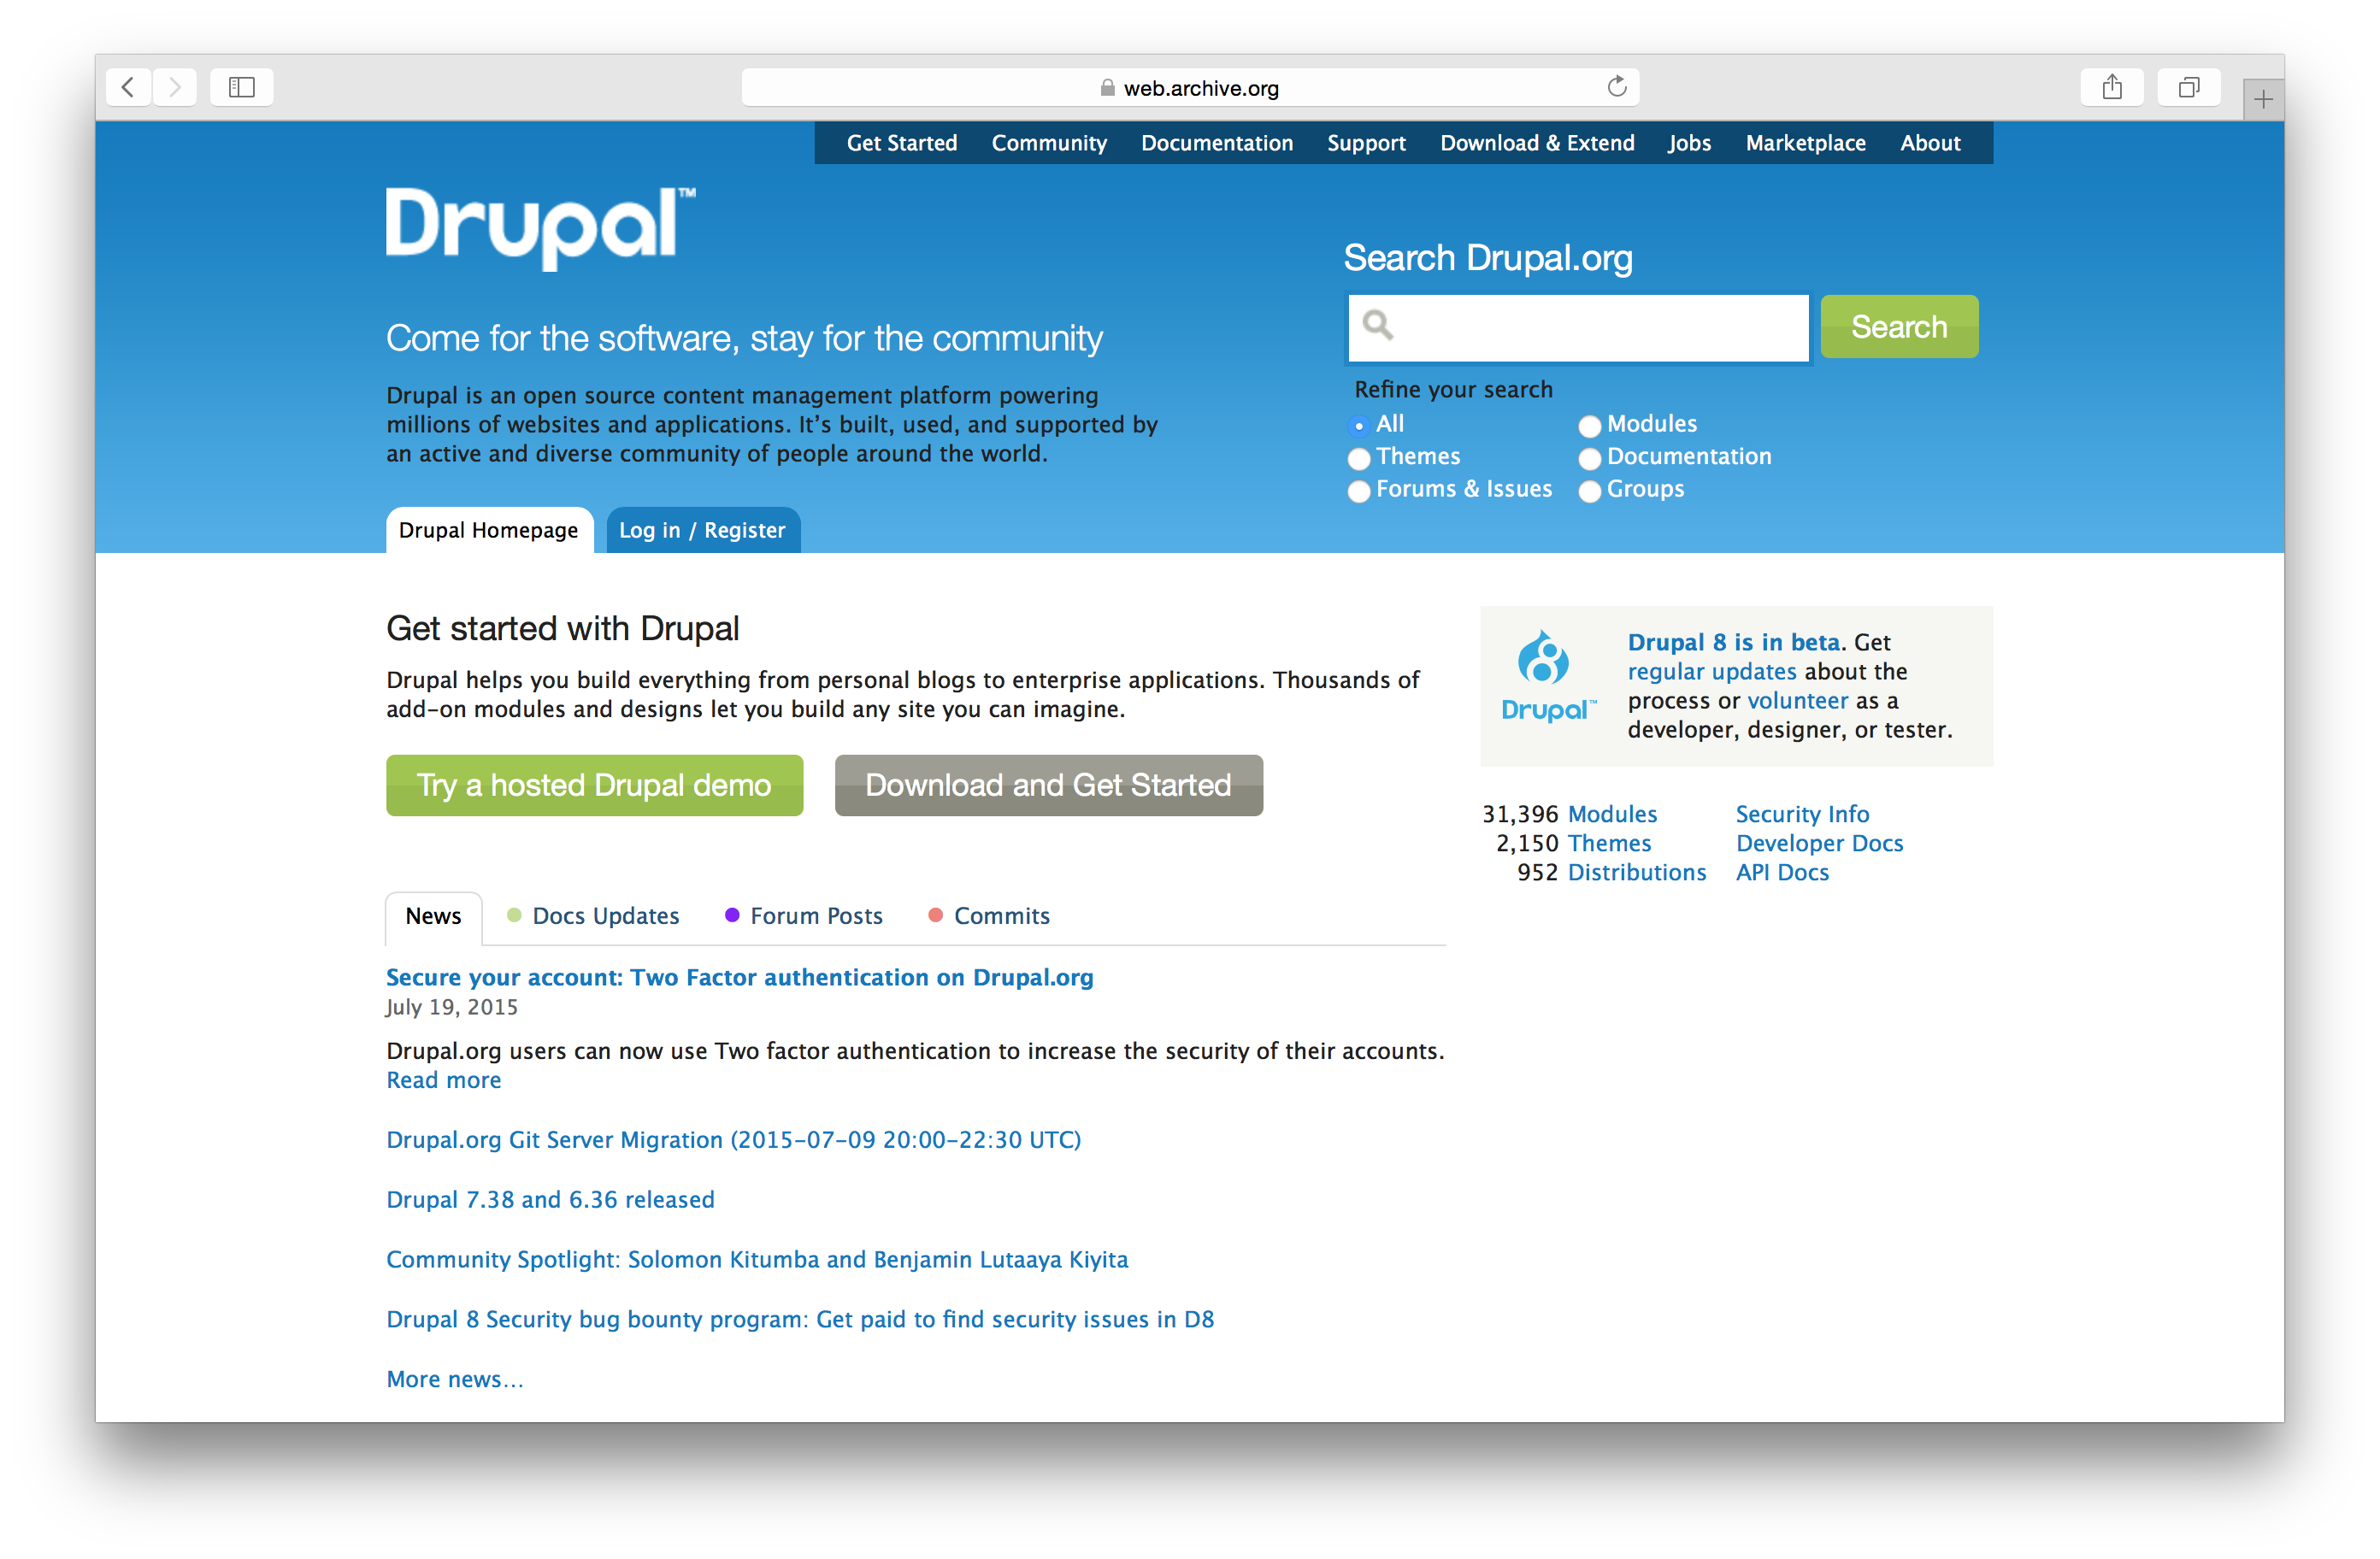 web.archive.org
Get Started Community Documentation Support Download & Extend Jobs Marketplace About
Drupal™
Come for the software, stay for the community
Drupal is an open source content management platform powering
millions of websites and applications. It’s built, used, and supported by
an active and diverse community of people around the world.
Search Drupal.org
Search
Refine your search
All Modules
Themes Documentation
Forums & Issues Groups
Drupal Homepage Log in / Register
Get started with Drupal
Drupal helps you build everything from personal blogs to enterprise applications. Thousands of
add-on modules and designs let you build any site you can imagine.
Try a hosted Drupal demo Download and Get Started
Drupal™
Drupal 8 is in beta. Get
regular updates about the
process or volunteer as a
developer, designer, or tester.
31,396 Modules Security Info
2,150 Themes Developer Docs
952 Distributions API Docs
News Docs Updates Forum Posts Commits
Secure your account: Two Factor authentication on Drupal.org
July 19, 2015
Drupal.org users can now use Two factor authentication to increase the security of their accounts.
Read more
Drupal.org Git Server Migration (2015-07-09 20:00-22:30 UTC)
Drupal 7.38 and 6.36 released
Community Spotlight: Solomon Kitumba and Benjamin Lutaaya Kiyita
Drupal 8 Security bug bounty program: Get paid to find security issues in D8
More news…